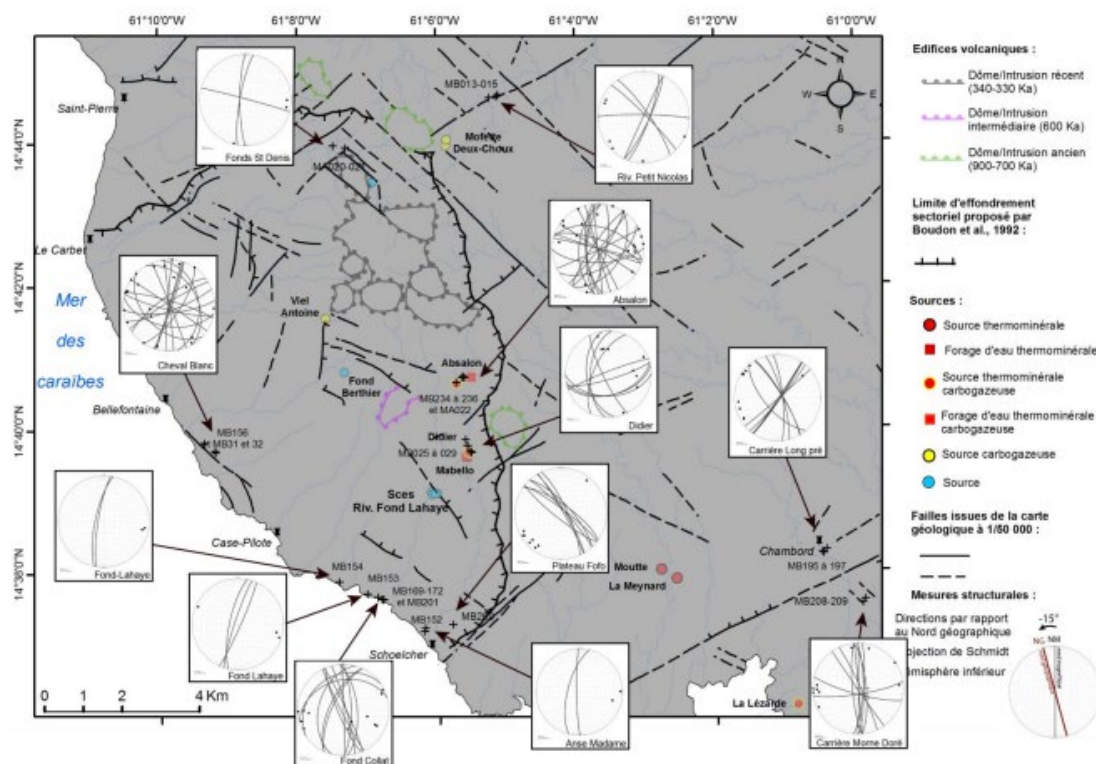 61°10'0"W
61°8'0"W
61°6'0"W
61°4'0"W
61°2'0"W
61°0'0"W
14°44'0"N
14°42'0"N
14°40'0"N
14°38'0"N
Saint-Pierre
Le Carbet
Mer
des
caraïbes
Bellefontaine
Case-Pilote
Schoelcher
Fonds St Denis
MA020-021
MB013-015
Mofette
Deux-Choux
Riv. Petit Nicolas
Absalon
Cheval Blanc
Viel
Antoine
Fond
Berthier
Absalon
MB234 à 236
et MA022
Didier
Didier
MB025 à 029
Mabello
MB156
MB31 et 32
Sces
Riv. Fond Lahaye
Carrière Long pré
Plateau Fofo
Fond-Lahaye
MB154
MB153
MB169-172
et MB201
MB152
Fond Lahaye
Fond Collat
Anse Madame
Moutte
La Meynard
Chambord
MB195 à 197
MB208-209
La Lézarde
Carrière Morne Doré
0 1 2 4 Km
N
W E
S
Edifices volcaniques :
Dôme/Intrusion récent
(340-330 Ka)
Dôme/Intrusion
intermédiaire (600 Ka)
Dôme/Intrusion ancien
(900-700 Ka)
Limite d'effondrement
sectoriel proposé par
Boudon et al., 1992 :
Sources :
Source thermominérale
Forage d'eau thermominérale
Source thermominérale
carbogazeuse
Forage d'eau thermominérale
carbogazeuse
Source carbogazeuse
Source
Failles issues de la carte
géologique à 1/50 000 :
Mesures structurales :
Directions par rapport
au Nord géographique
rojection de Schmidt
émisphère inférieur
-15°
NG NM